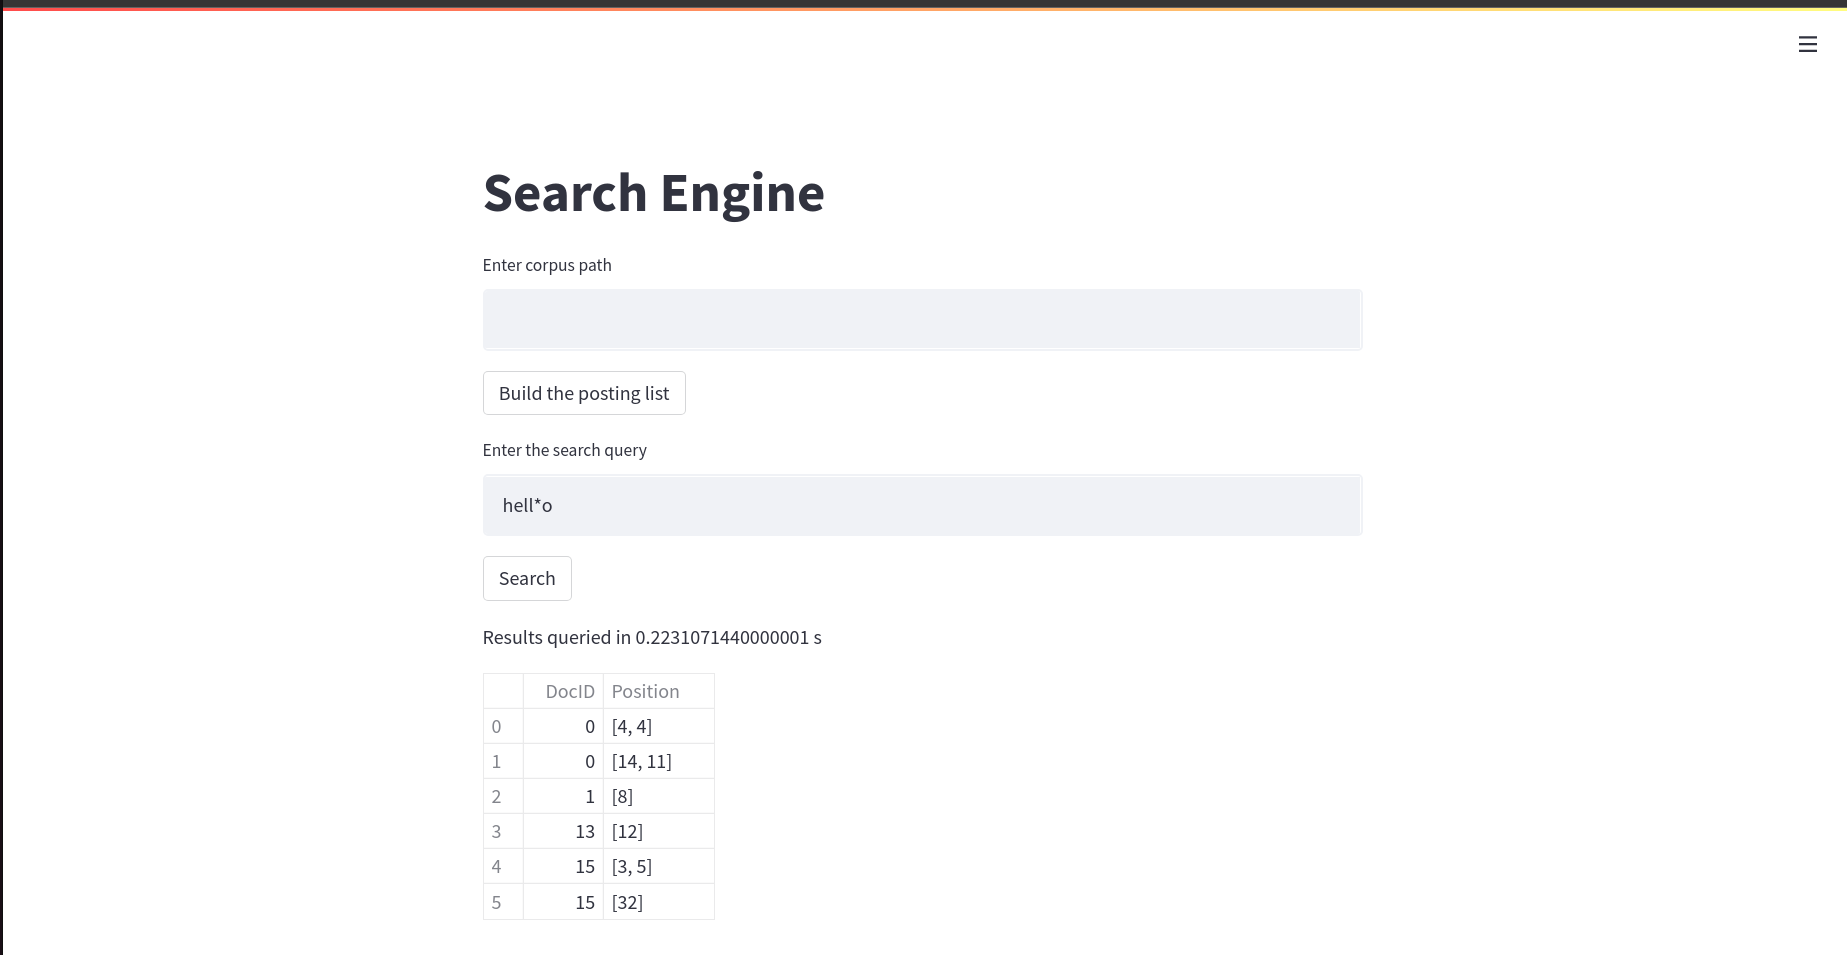 Search Engine
Enter corpus path
Build the posting list
Enter the search query
hell*o
Search
Results queried in 0.2231071440000001 s
DocID Position
0 0 [4, 4]
1 0 [14, 11]
2 1 [8]
3 13 [12]
4 15 [3, 5]
5 15 [32]